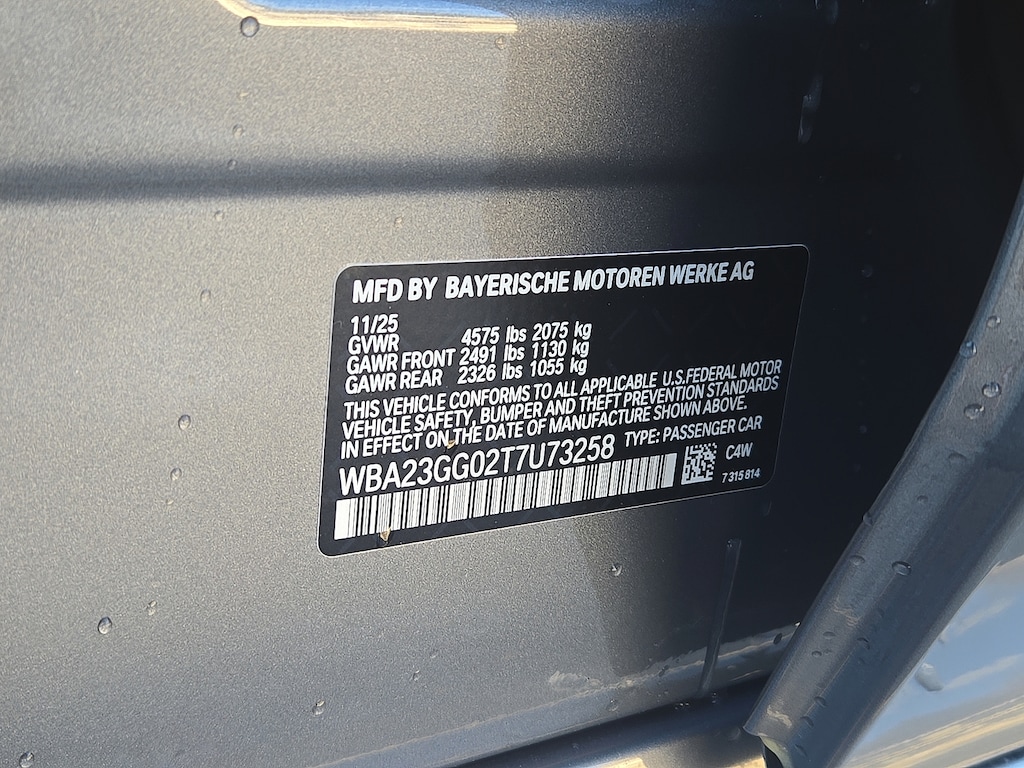 MFD BY BAYERISCHE MOTOREN WERKE AG
11/25
GVWR 4575 lbs 2075 kg
GAWR FRONT 2491 lbs 1130 kg
GAWR REAR 2326 lbs 1055 kg
THIS VEHICLE CONFORMS TO ALL APPLICABLE U.S.FEDERAL MOTOR
VEHICLE SAFETY, BUMPER AND THEFT PREVENTION STANDARDS
IN EFFECT ON THE DATE OF MANUFACTURE SHOWN ABOVE.
WBA23GG02T7U73258 TYPE: PASSENGER CAR
C4W
7 315 814